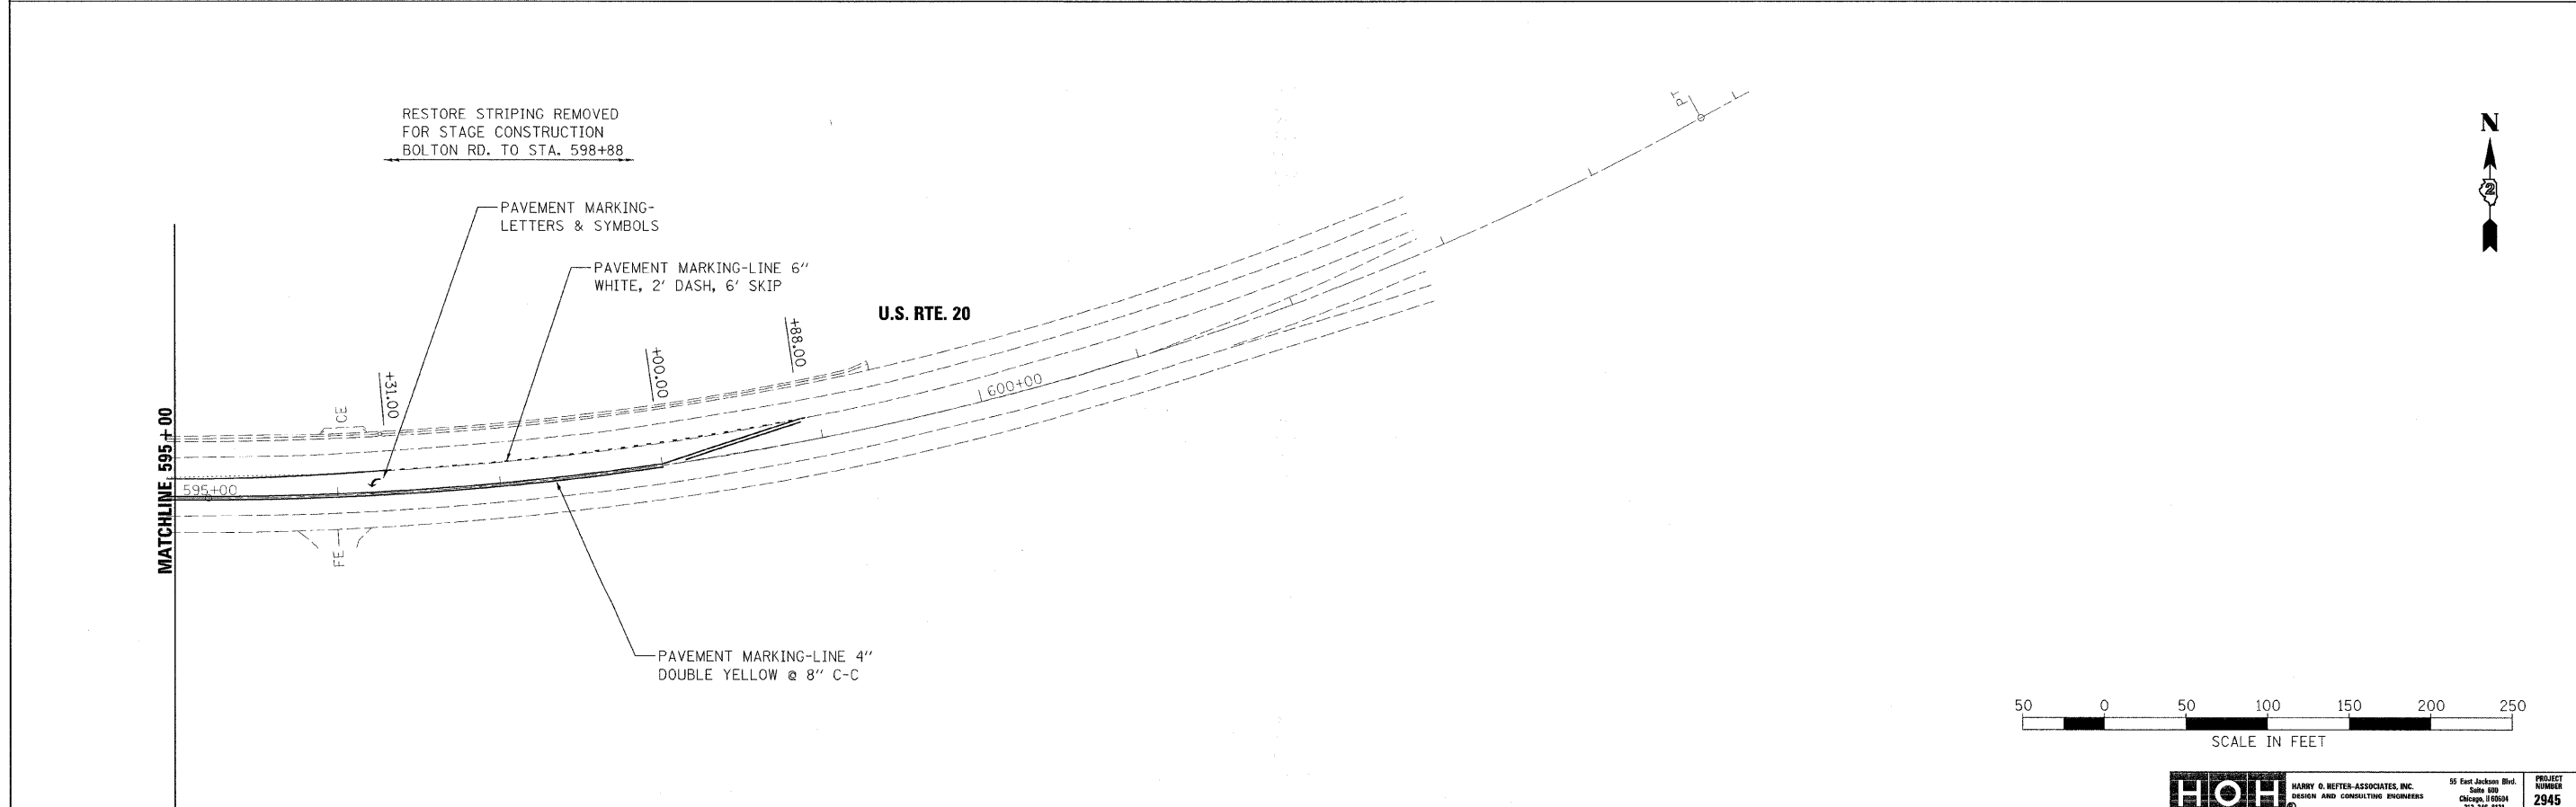 RESTORE STRIPING REMOVED
FOR STAGE CONSTRUCTION
BOLTON RD. TO STA. 598+88
PAVEMENT MARKING-
LETTERS & SYMBOLS
PAVEMENT MARKING-LINE 6"
WHITE, 2' DASH, 6' SKIP
U.S. RTE. 20
PT
N
2
+31.00
+00.00
+88.00
CE
600+00
MATCHLINE 595+00
595+00
FE
PAVEMENT MARKING-LINE 4"
DOUBLE YELLOW @ 8" C-C
50 0 50 100 150 200 250
SCALE IN FEET
HOH
®
HARRY O. HEFTER-ASSOCIATES, INC.
DESIGN AND CONSULTING ENGINEERS
55 East Jackson Blvd.
Suite 600
Chicago, Il 60604
PROJECT
NUMBER
2945